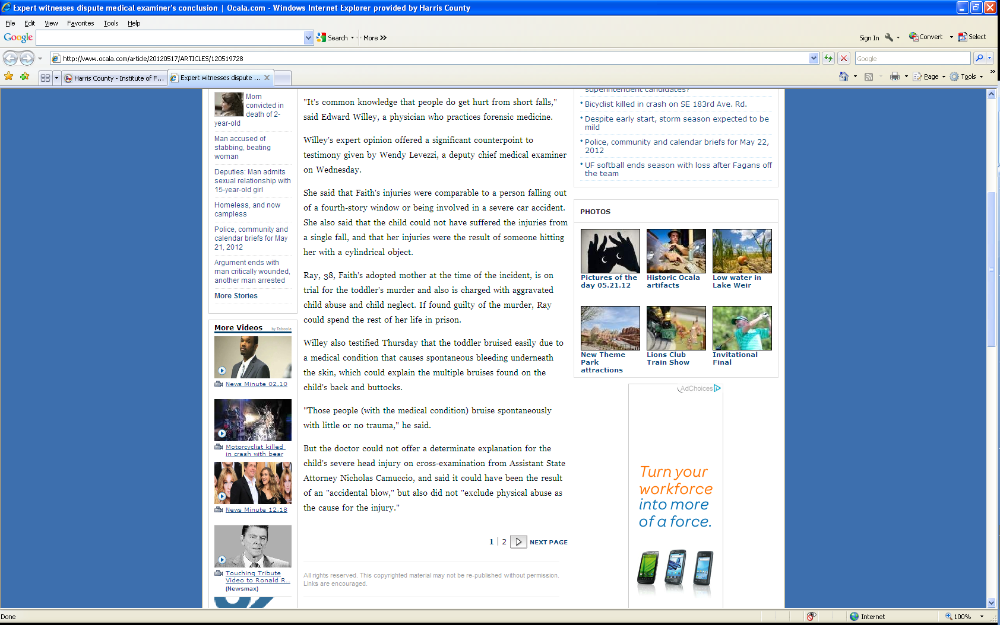 Expert witnesses dispute medical examiner's conclusion | Ocala.com - Windows Internet Explorer provided by Harris County
File Edit View Favorites Tools Help
Google Search More »
Sign In Convert Select
http://www.ocala.com/article/20120517/ARTICLES/120519728
Google
Harris County - Institute of F...
Expert witnesses dispute ...
Page Tools »
Mom
convicted in
death of 2-
year-old
Man accused of
stabbing, beating
woman
Deputies: Man admits
sexual relationship with
15-year-old girl
Homeless, and now
campless
Police, community and
calendar briefs for May
21, 2012
Argument ends with
man critically wounded,
another man arrested
More Stories
More Videos by Taboola
News Minute 02.10
Motorcyclist killed
in crash with bear
News Minute 12.18
Touching Tribute
Video to Ronald R...
(Newsmax)
"It's common knowledge that people do get hurt from short falls,"
said Edward Willey, a physician who practices forensic medicine.
Willey's expert opinion offered a significant counterpoint to
testimony given by Wendy Levezzi, a deputy chief medical examiner
on Wednesday.
She said that Faith's injuries were comparable to a person falling out
of a fourth-story window or being involved in a severe car accident.
She also said that the child could not have suffered the injuries from
a single fall, and that her injuries were the result of someone hitting
her with a cylindrical object.
Ray, 38, Faith's adopted mother at the time of the incident, is on
trial for the toddler's murder and also is charged with aggravated
child abuse and child neglect. If found guilty of the murder, Ray
could spend the rest of her life in prison.
Willey also testified Thursday that the toddler bruised easily due to
a medical condition that causes spontaneous bleeding underneath
the skin, which could explain the multiple bruises found on the
child's back and buttocks.
"Those people (with the medical condition) bruise spontaneously
with little or no trauma," he said.
But the doctor could not offer a determinate explanation for the
child's severe head injury on cross-examination from Assistant State
Attorney Nicholas Camuccio, and said it could have been the result
of an "accidental blow," but also did not "exclude physical abuse as
the cause for the injury."
1 | 2 NEXT PAGE
All rights reserved. This copyrighted material may not be re-published without permission.
Links are encouraged.
superintendent candidates?
Bicyclist killed in crash on SE 183rd Ave. Rd.
Despite early start, storm season expected to be
mild
Police, community and calendar briefs for May 22,
2012
UF softball ends season with loss after Fagans off
the team
PHOTOS
Pictures of the
day 05.21.12
Historic Ocala
artifacts
Low water in
Lake Weir
New Theme
Park
attractions
Lions Club
Train Show
Invitational
Final
AdChoices
Turn your
workforce
into more
of a force.
Done
Internet
100%